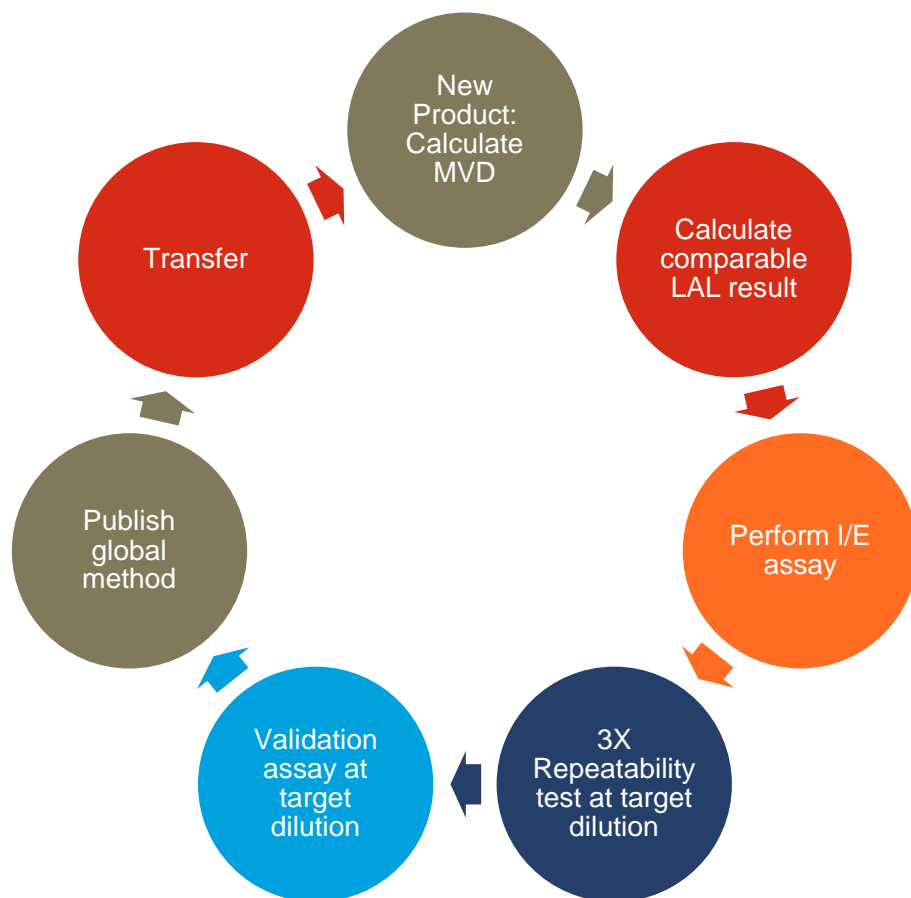 New
Product:
Calculate
MVD
Calculate
comparable
LAL result
Perform I/E
assay
3X
Repeatability
test at target
dilution
Validation
assay at
target
dilution
Publish
global
method
Transfer